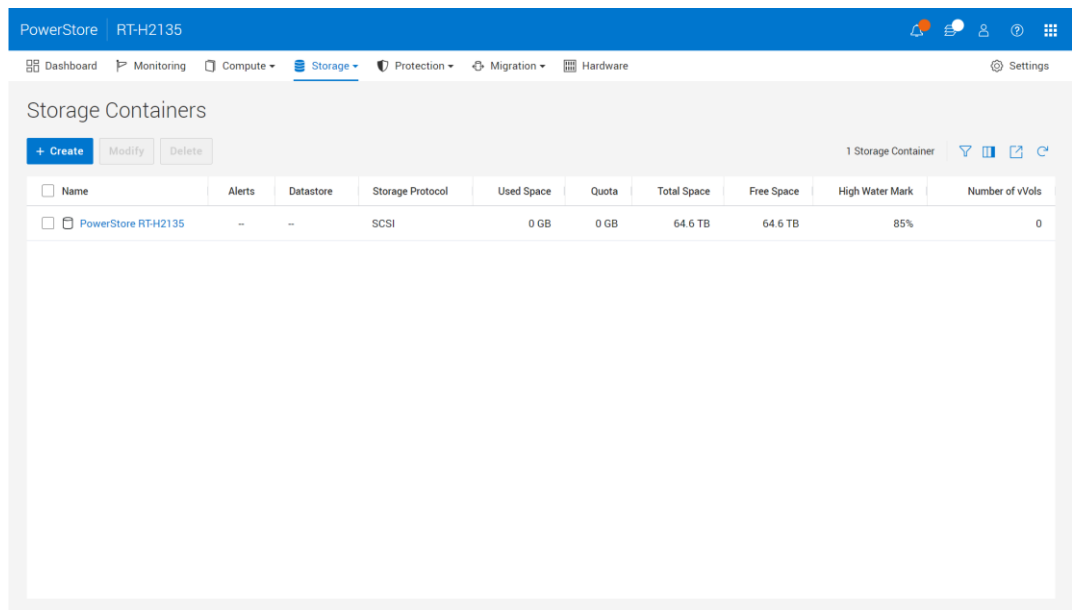 PowerStore RT-H2135
Dashboard Monitoring Compute Storage Protection Migration Hardware Settings
Storage Containers
+ Create Modify Delete 1 Storage Container
Name Alerts Datastore Storage Protocol Used Space Quota Total Space Free Space High Water Mark Number of vVols
PowerStore RT-H2135 -- -- SCSI 0 GB 0 GB 64.6 TB 64.6 TB 85% 0